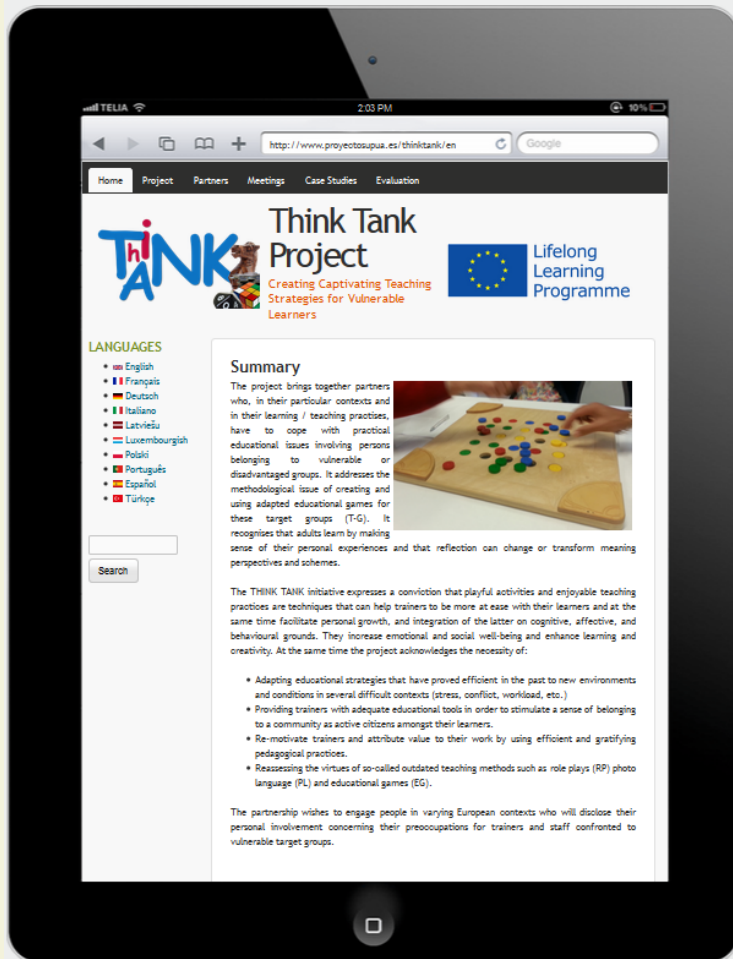 TELIA 2:03 PM 10%
http://www.proyectosupua.es/thinktank/en Google
Home Project Partners Meetings Case Studies Evaluation
ThiNK TANK
Think Tank
Project
Creating Captivating Teaching
Strategies for Vulnerable
Learners
Lifelong
Learning
Programme
LANGUAGES
English
Français
Deutsch
Italiano
Latviešu
Luxembourgish
Polski
Português
Español
Türkçe
Search
Summary
The project brings together partners
who, in their particular contexts and
in their learning / teaching practises,
have to cope with practical
educational issues involving persons
belonging to vulnerable or
disadvantaged groups. It addresses the
methodological issue of creating and
using adapted educational games for
these target groups (T-G). It
recognises that adults learn by making
sense of their personal experiences and that reflection can change or transform meaning
perspectives and schemes.
The THINK TANK initiative expresses a conviction that playful activities and enjoyable teaching
practices are techniques that can help trainers to be more at ease with their learners and at the
same time facilitate personal growth, and integration of the latter on cognitive, affective, and
behavioural grounds. They increase emotional and social well-being and enhance learning and
creativity. At the same time the project acknowledges the necessity of:
Adapting educational strategies that have proved efficient in the past to new environments
and conditions in several difficult contexts (stress, conflict, workload, etc.)
Providing trainers with adequate educational tools in order to stimulate a sense of belonging
to a community as active citizens amongst their learners.
Re-motivate trainers and attribute value to their work by using efficient and gratifying
pedagogical practices.
Reassessing the virtues of so-called outdated teaching methods such as role plays (RP) photo
language (PL) and educational games (EG).
The partnership wishes to engage people in varying European contexts who will disclose their
personal involvement concerning their preoccupations for trainers and staff confronted to
vulnerable target groups.